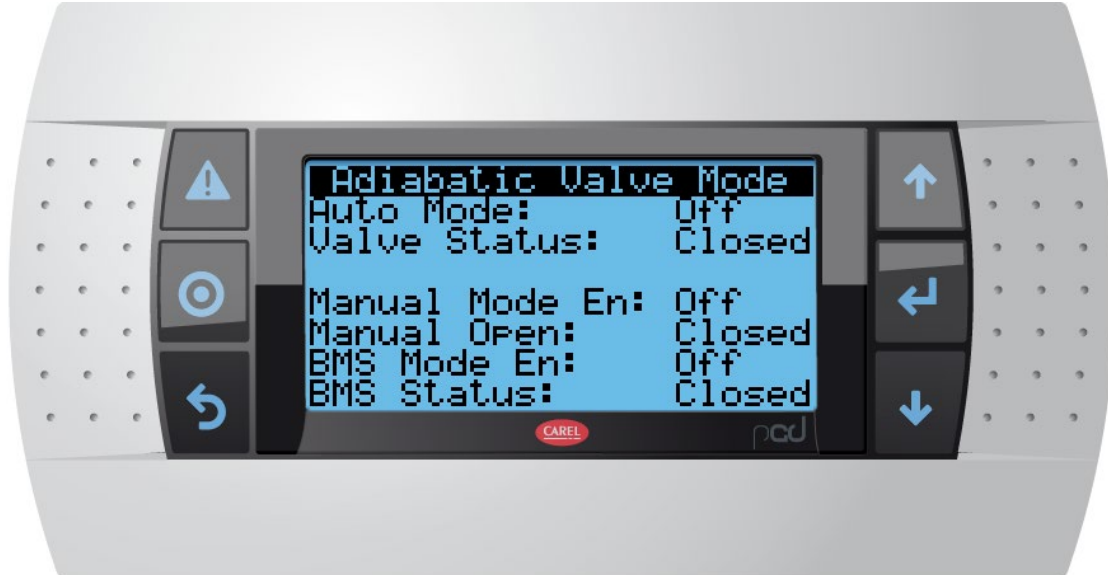 Adiabatic Valve Mode
Auto Mode: Off
Valve Status: Closed
Manual Mode En: Off
Manual Open: Closed
BMS Mode En: Off
BMS Status: Closed
CAREL
pGD